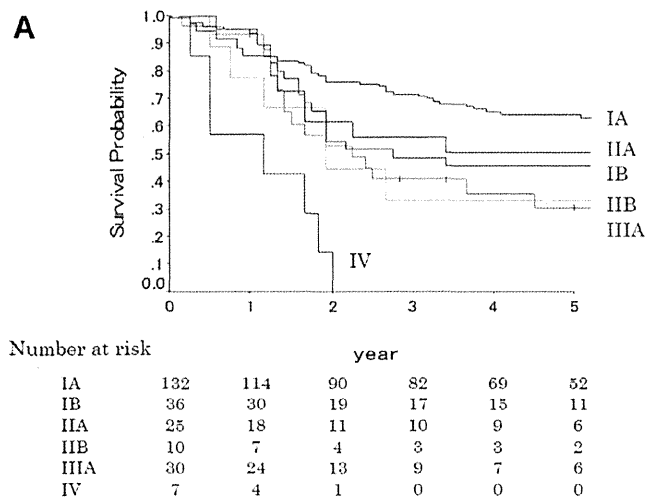 A
1.0
.9
.8
.7
.6
.5
.4
.3
.2
.1
0.0
Survival Probability
IA
IIA
IB
IIB
IIIA
IV
0 1 2 3 4 5
year
Number at risk
IA 132 114 90 82 69 52
IB 36 30 19 17 15 11
IIA 25 18 11 10 9 6
IIB 10 7 4 3 3 2
IIIA 30 24 13 9 7 6
IV 7 4 1 0 0 0